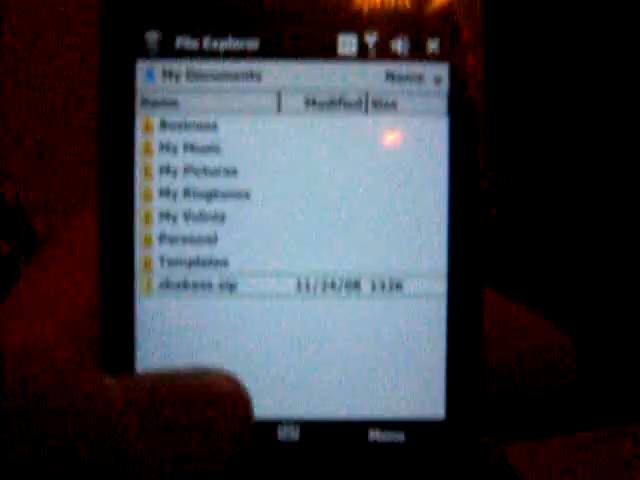 Sprint
File Explorer
My Documents Name
Name Modified Size
Business
My Music
My Pictures
My Ringtones
My Videos
Personal
Templates
11/24/08
Menu